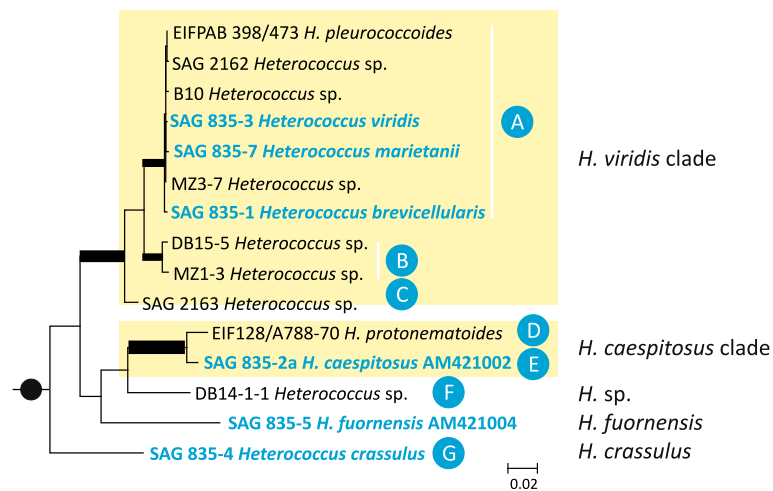 EIFPAB 398/473 H. pleurococcoides
SAG 2162 Heterococcus sp.
B10 Heterococcus sp.
SAG 835-3 Heterococcus viridis
A
SAG 835-7 Heterococcus marietanii
H. viridis clade
MZ3-7 Heterococcus sp.
SAG 835-1 Heterococcus brevicellularis
DB15-5 Heterococcus sp.
B
MZ1-3 Heterococcus sp.
C
SAG 2163 Heterococcus sp.
EIF128/A788-70 H. protonematoides
D
H. caespitosus clade
SAG 835-2a H. caespitosus AM421002
E
DB14-1-1 Heterococcus sp.
F
H. sp.
SAG 835-5 H. fuornensis AM421004
H. fuornensis
SAG 835-4 Heterococcus crassulus
G
H. crassulus
0.02